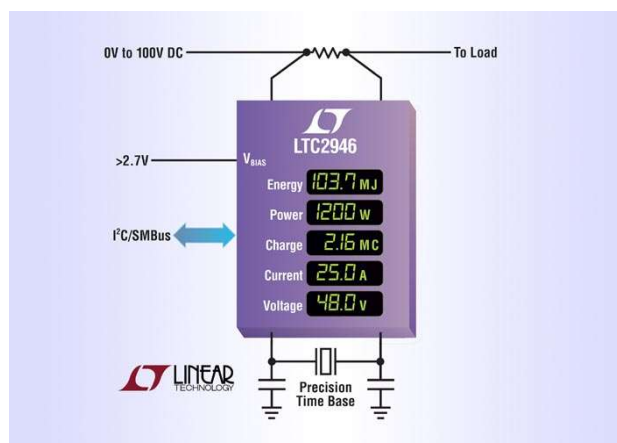 0V to 100V DC
To Load
LTC2946
>2.7V
VBIAS
Energy 103.7 MJ
Power 1200 W
I²C/SMBus
Charge 2.16 MC
Current 25.0 A
Voltage 48.0 V
LINEAR
TECHNOLOGY
Precision
Time Base